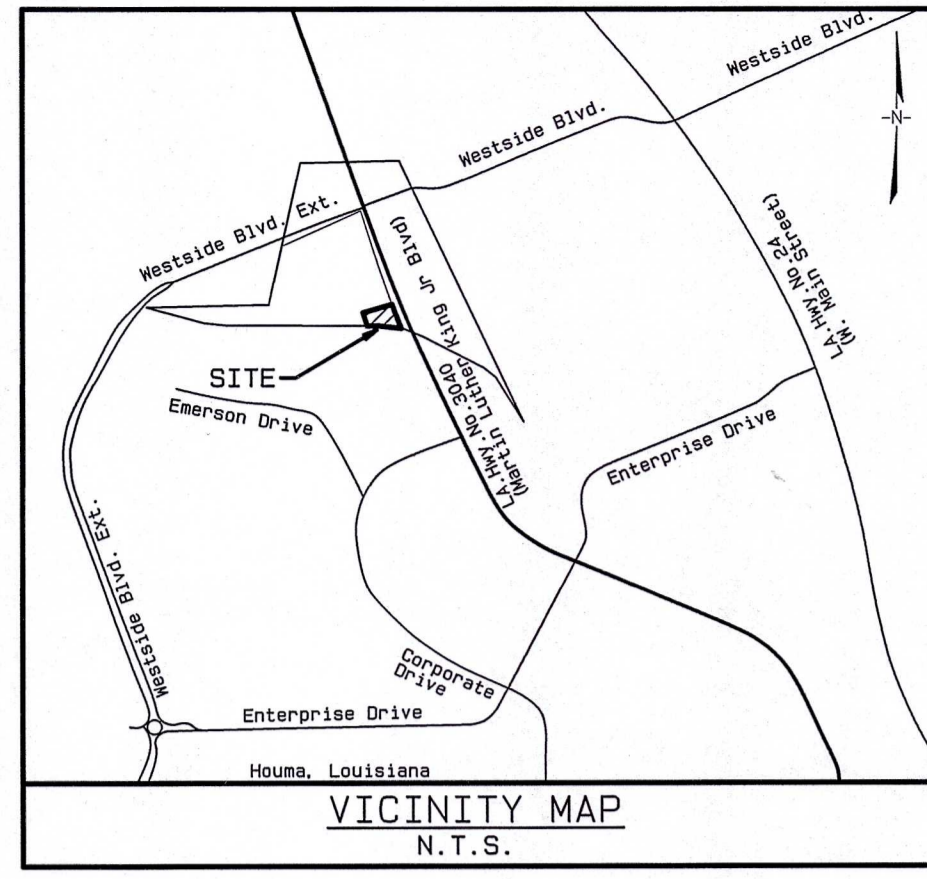 Westside Blvd.
-N-
Westside Blvd.
Westside Blvd. Ext.
LA. Hwy. No. 24
(W. Main Street)
LA. Hwy. No. 3040
(Martin Luther King Jr Blvd)
SITE
Emerson Drive
Enterprise Drive
Westside Blvd. Ext.
Corporate
Drive
Enterprise Drive
Houma, Louisiana
VICINITY MAP
N.T.S.